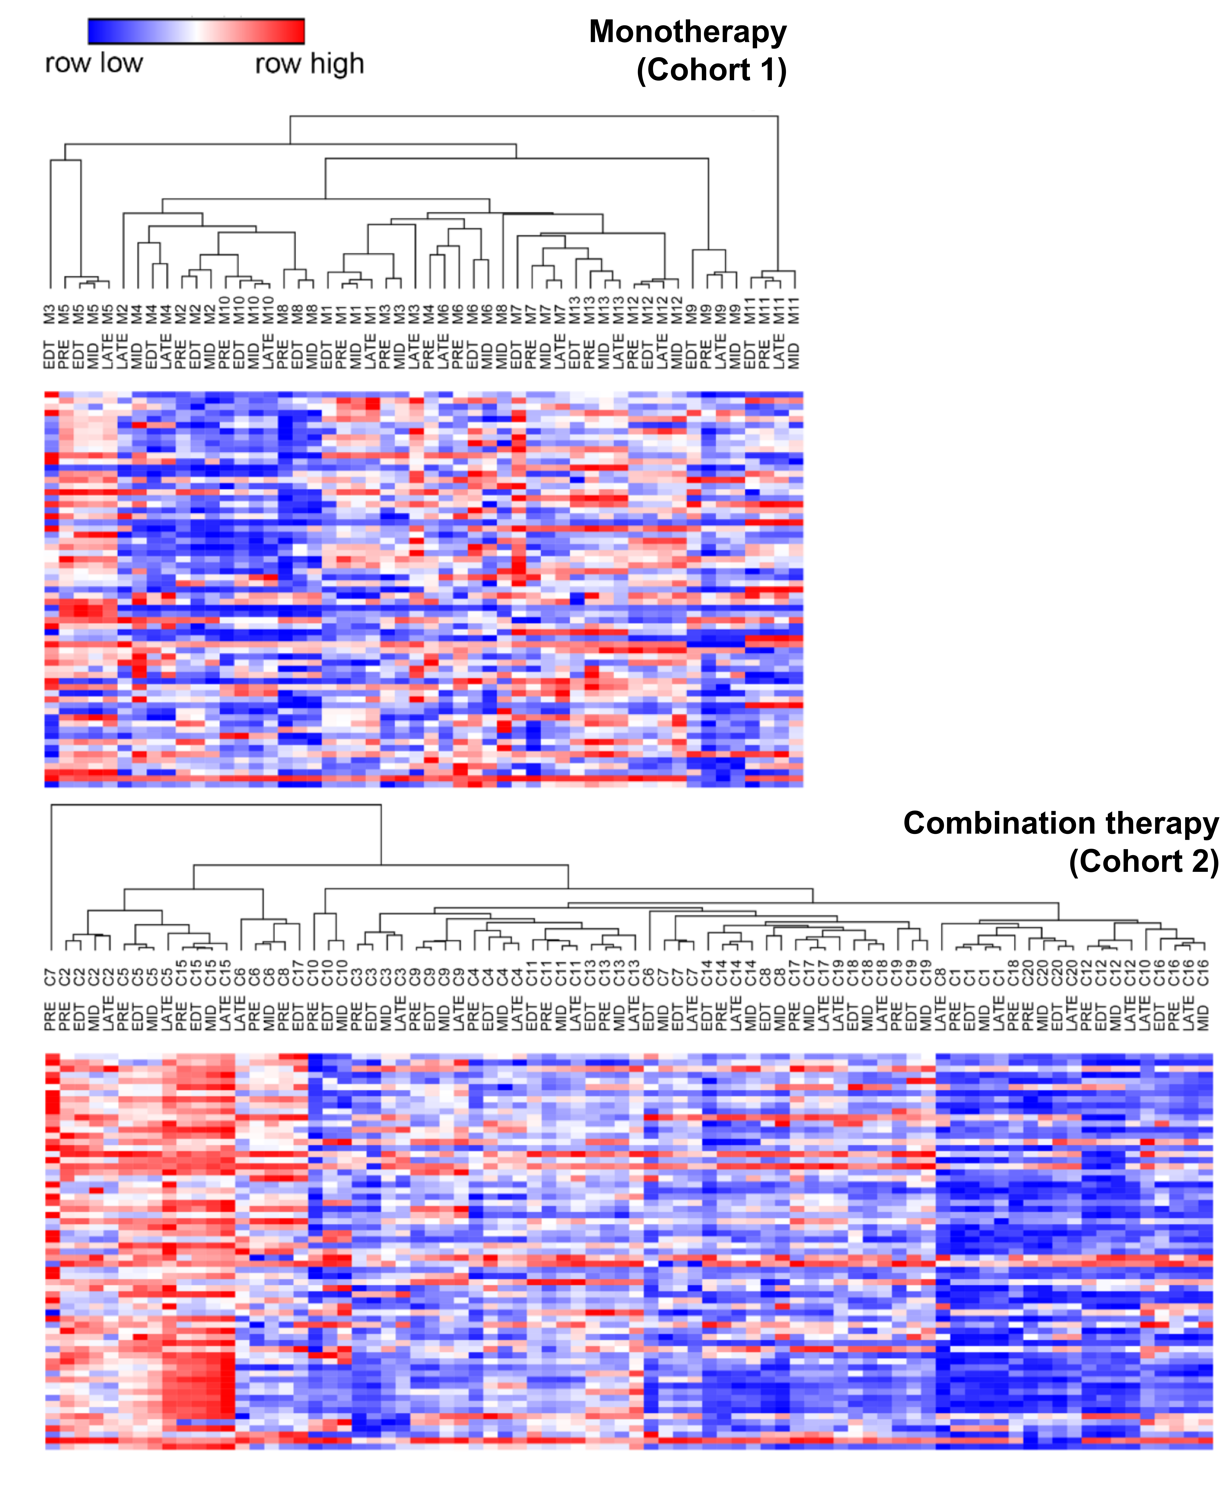 row low
row high
Monotherapy
(Cohort 1)
EDT M3
PRE M5
EDT M5
MID M5
LATE M5
LATE M2
MID M4
EDT M4
LATE M4
PRE M2
EDT M2
MID M2
PRE M10
EDT M10
MID M10
LATE M10
PRE M8
EDT M8
MID M8
EDT M1
PRE M1
MID M1
LATE M1
PRE M3
MID M3
LATE M3
PRE M4
LATE M6
PRE M6
EDT M6
MID M6
MID M8
EDT M7
PRE M7
MID M7
LATE M7
EDT M13
PRE M13
MID M13
LATE M13
PRE M12
EDT M12
LATE M12
MID M12
EDT M9
PRE M9
LATE M9
MID M9
EDT M11
PRE M11
LATE M11
MID M11
Combination therapy
(Cohort 2)
PRE C7
PRE C2
EDT C2
MID C2
LATE C2
PRE C5
EDT C5
MID C5
LATE C5
PRE C15
EDT C15
MID C15
LATE C15
LATE C6
PRE C6
MID C6
PRE C8
EDT C17
PRE C10
EDT C10
MID C10
PRE C3
EDT C3
MID C3
LATE C3
PRE C9
EDT C9
MID C9
LATE C9
PRE C4
EDT C4
MID C4
LATE C4
EDT C11
PRE C11
MID C11
LATE C11
EDT C13
PRE C13
MID C13
LATE C13
EDT C6
MID C7
EDT C7
LATE C7
EDT C14
PRE C14
LATE C14
MID C14
EDT C8
MID C8
PRE C17
MID C17
LATE C17
LATE C19
EDT C18
MID C18
LATE C18
PRE C19
EDT C19
MID C19
LATE C8
PRE C1
EDT C1
MID C1
LATE C1
PRE C18
PRE C20
MID C20
EDT C20
LATE C20
PRE C12
EDT C12
MID C12
LATE C12
LATE C10
EDT C16
PRE C16
LATE C16
MID C16